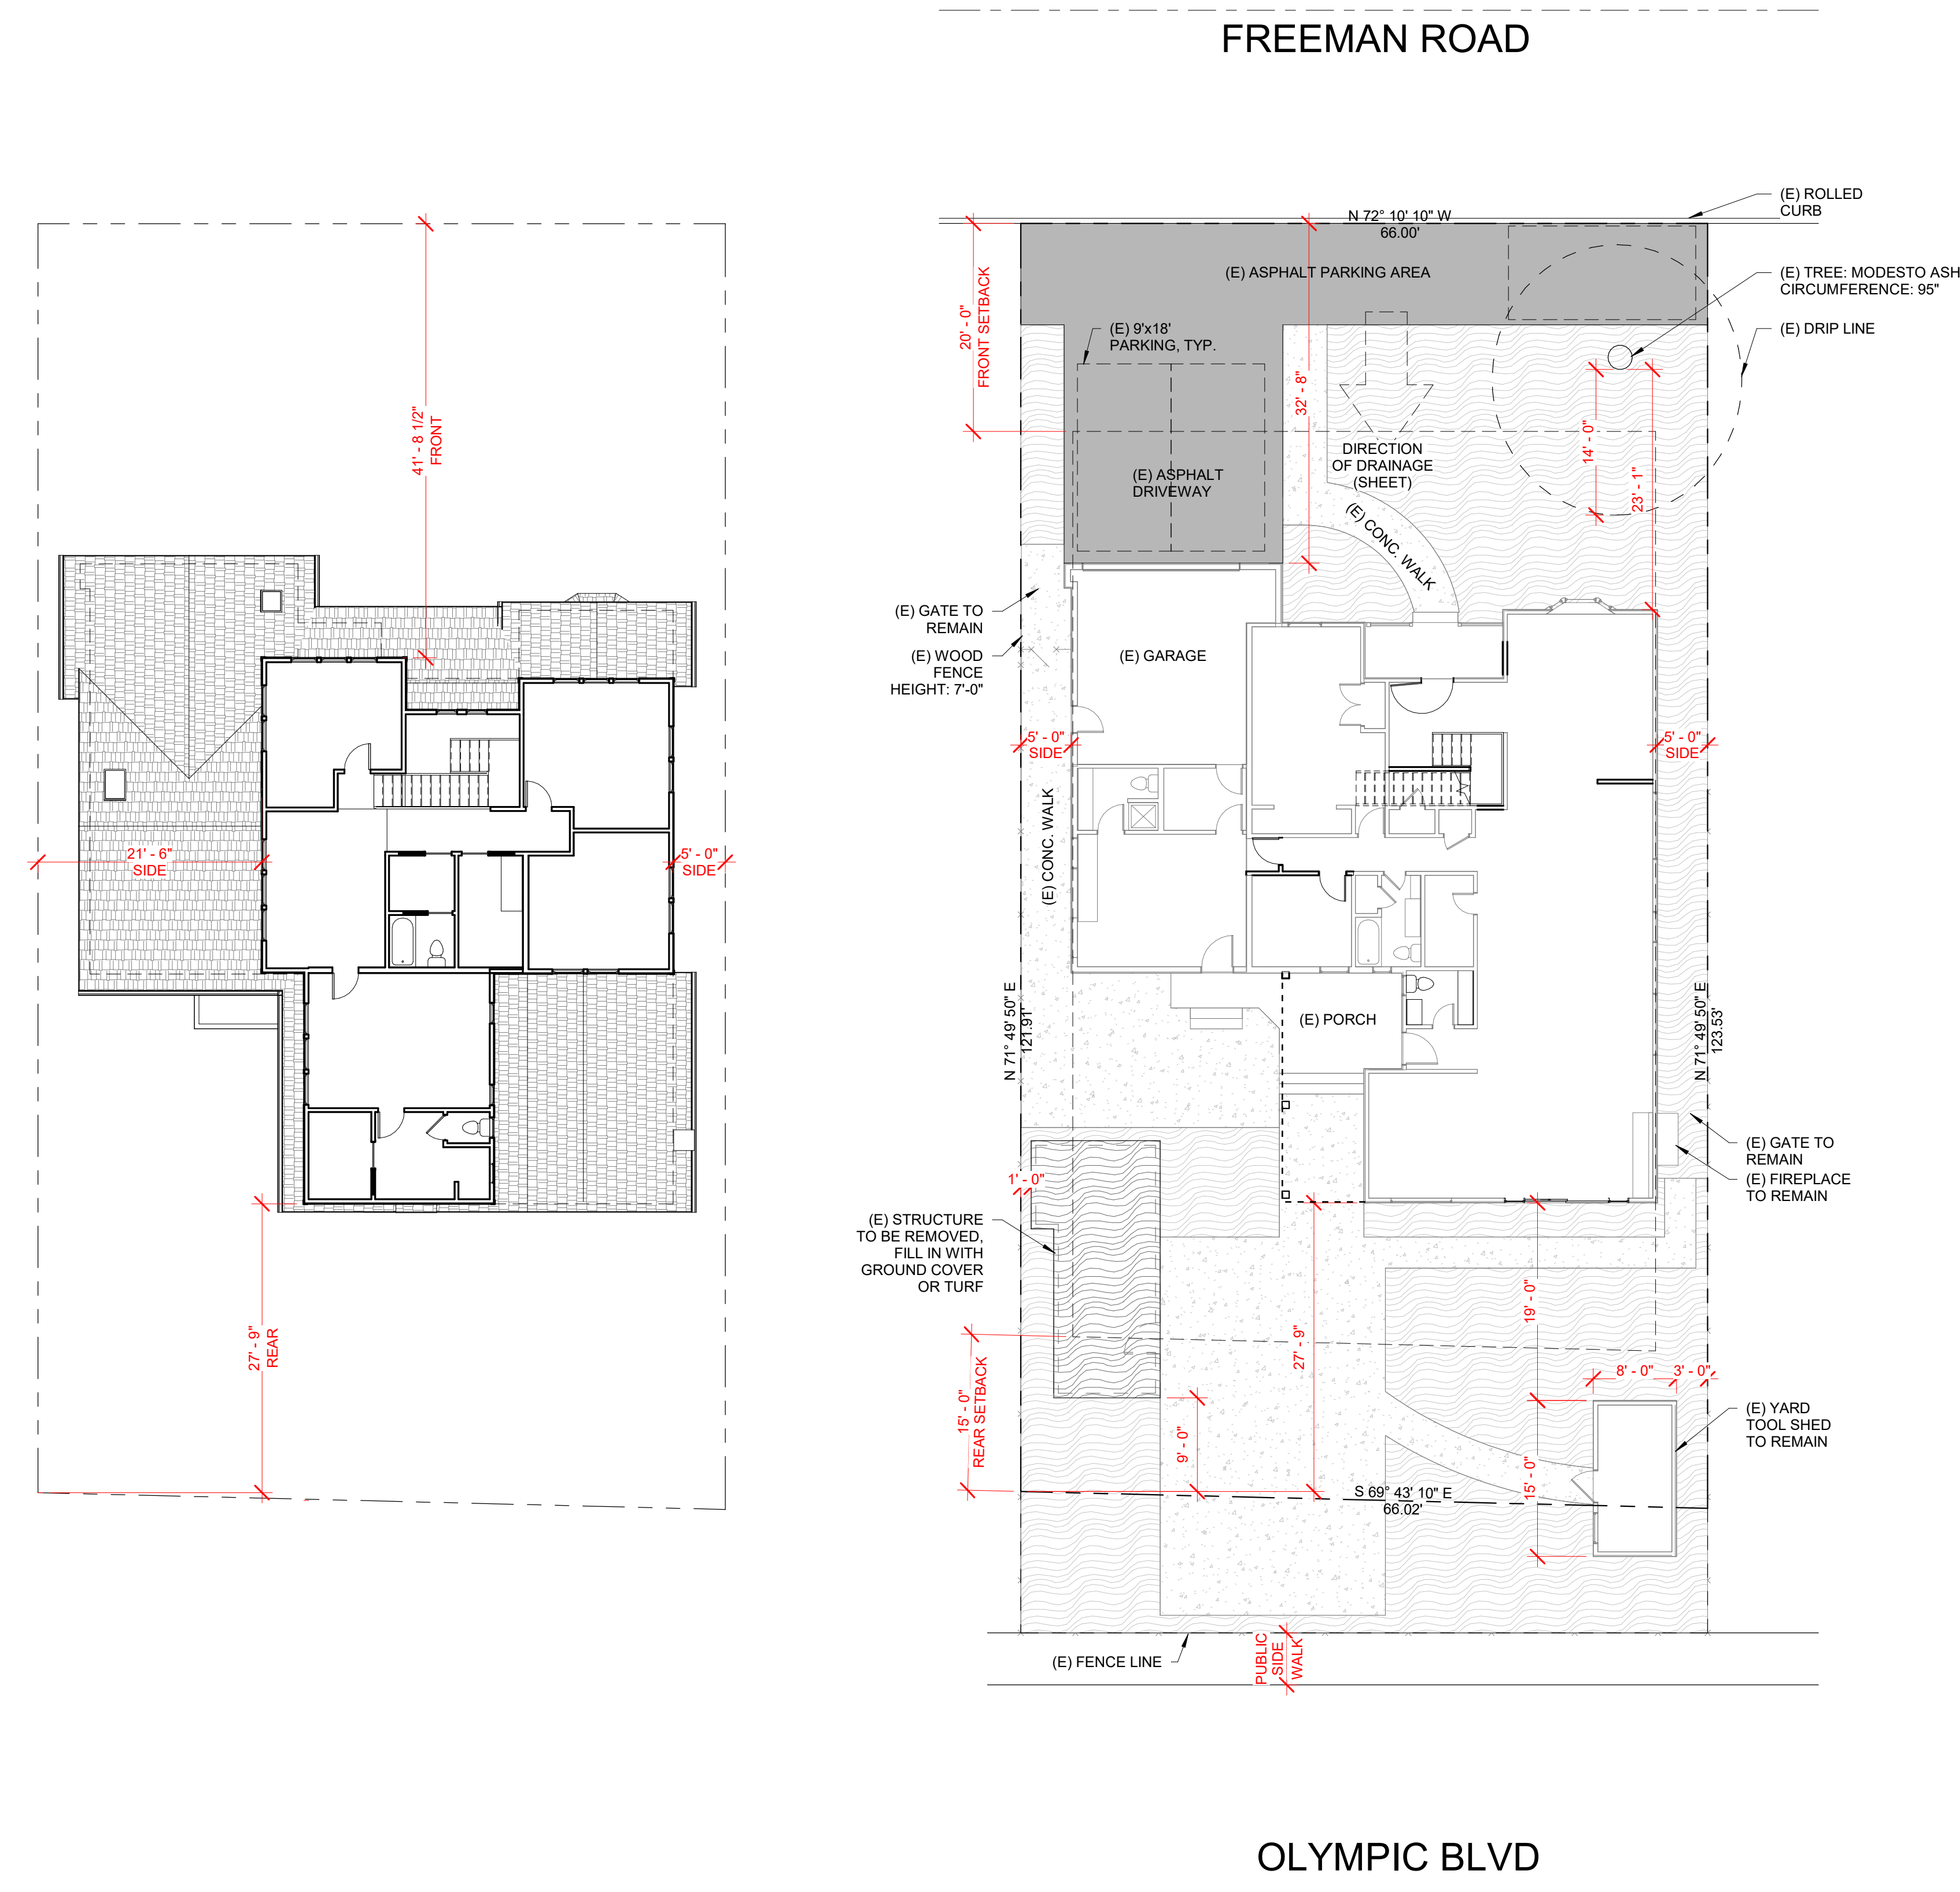 FREEMAN ROAD
(E) ROLLED
CURB
N 72° 10' 10" W
66.00'
(E) ASPHALT PARKING AREA
(E) TREE: MODESTO ASH
CIRCUMFERENCE: 95"
(E) DRIP LINE
20' - 0"
FRONT SETBACK
(E) 9'x18'
PARKING, TYP.
32' - 8"
41' - 8 1/2"
FRONT
14' - 0"
23' - 1"
DIRECTION
OF DRAINAGE
(SHEET)
(E) ASPHALT
DRIVEWAY
(E) CONC. WALK
(E) GATE TO
REMAIN
(E) WOOD
FENCE
HEIGHT: 7'-0"
(E) GARAGE
5' - 0"
SIDE
5' - 0"
SIDE
21' - 6"
SIDE
5' - 0"
SIDE
(E) CONC. WALK
N 71° 49' 50" E
121.91'
(E) PORCH
N 71° 49' 50" E
123.53'
(E) GATE TO
REMAIN
(E) FIREPLACE
TO REMAIN
1' - 0"
(E) STRUCTURE
TO BE REMOVED,
FILL IN WITH
GROUND COVER
OR TURF
27' - 9"
REAR
27' - 9"
19' - 0"
15' - 0"
REAR SETBACK
8' - 0"
3' - 0"
9' - 0"
(E) YARD
TOOL SHED
TO REMAIN
15' - 0"
S 69° 43' 10" E
66.02'
(E) FENCE LINE
PUBLIC
SIDE
WALK
OLYMPIC BLVD